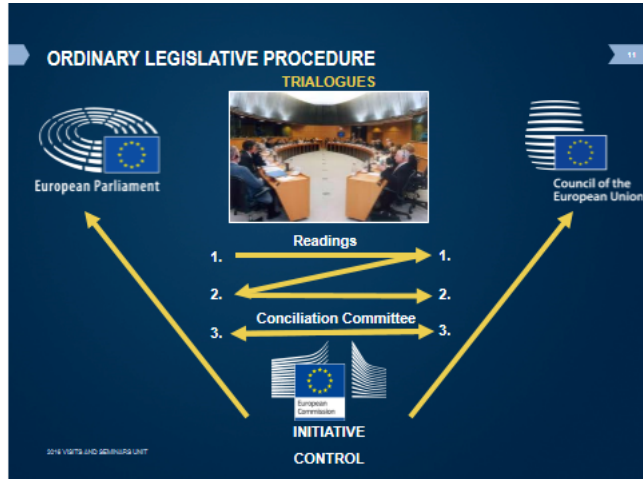 ORDINARY LEGISLATIVE PROCEDURE
11
TRIALOGUES
European Parliament
Council of the
European Union
Readings
1.
1.
2.
2.
Conciliation Committee
3.
3.
European
Commission
INITIATIVE
CONTROL
2016 VISITS AND SEMINARS UNIT